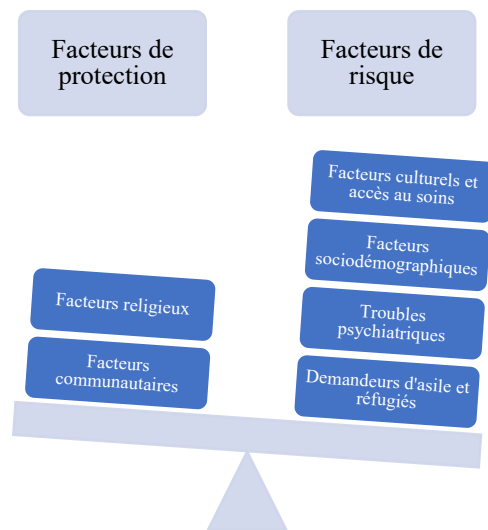 Facteurs de
protection
Facteurs de
risque
Facteurs religieux
Facteurs
communautaires
Facteurs culturels et
accès au soins
Facteurs
sociodémographiques
Troubles
psychiatriques
Demandeurs d'asile et
réfugiés